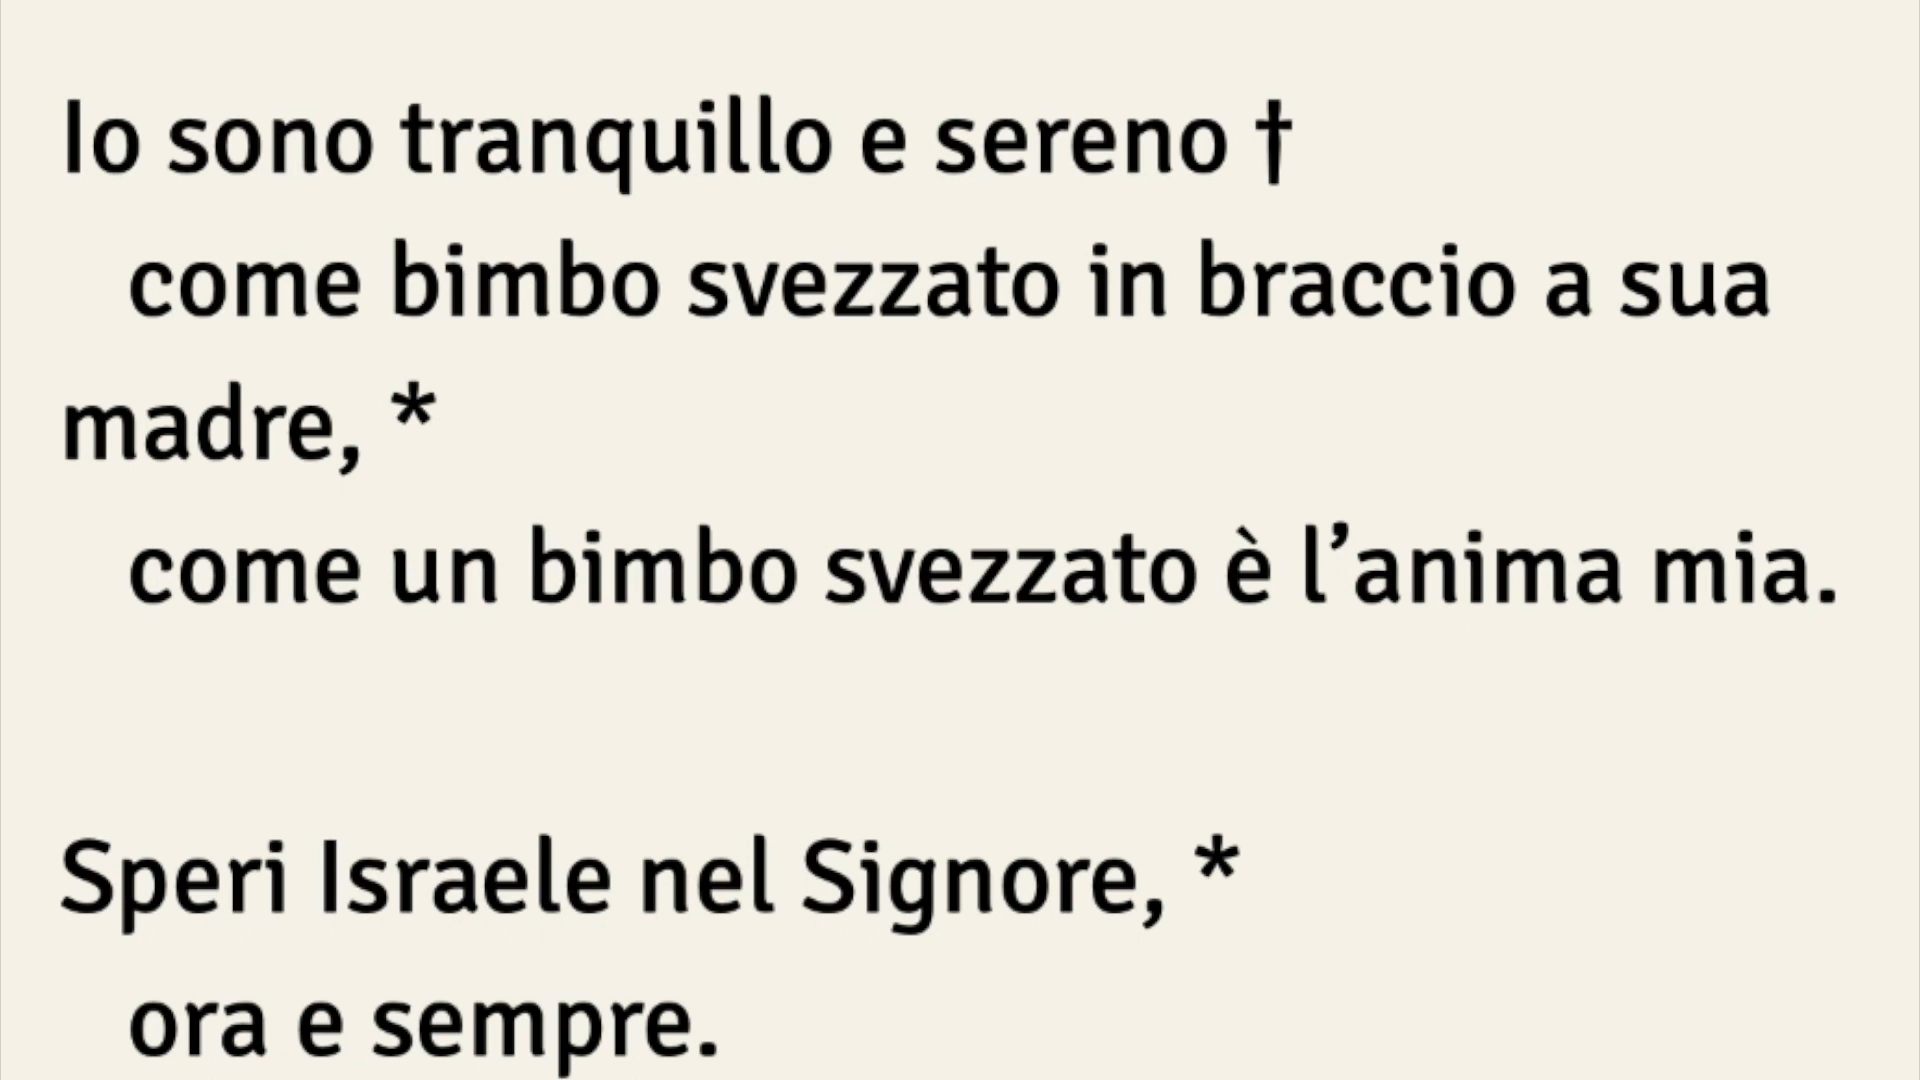 Io sono tranquillo e sereno †
come bimbo svezzato in braccio a sua
madre, *
come un bimbo svezzato è l’anima mia.
Speri Israele nel Signore, *
ora e sempre.